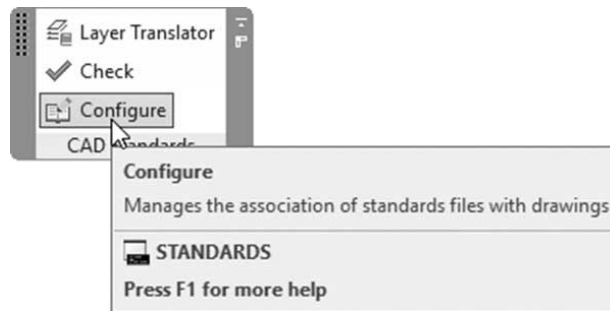 Layer Translator
Check
Configure
CAD Standards
Configure
Manages the association of standards files with drawings
STANDARDS
Press F1 for more help